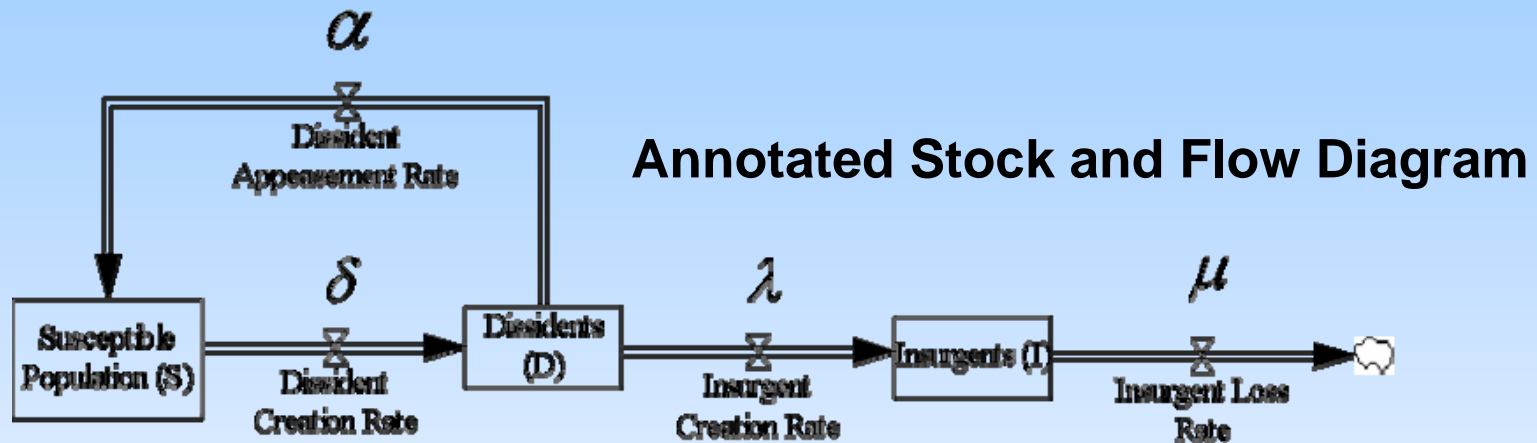 α
Dissident
Appeasement Rate
Annotated Stock and Flow Diagram
Susceptible
Population (S)
δ
Dissident
Creation Rate
Dissidents
(D)
λ
Insurgent
Creation Rate
Insurgents (I)
μ
Insurgent Loss
Rate